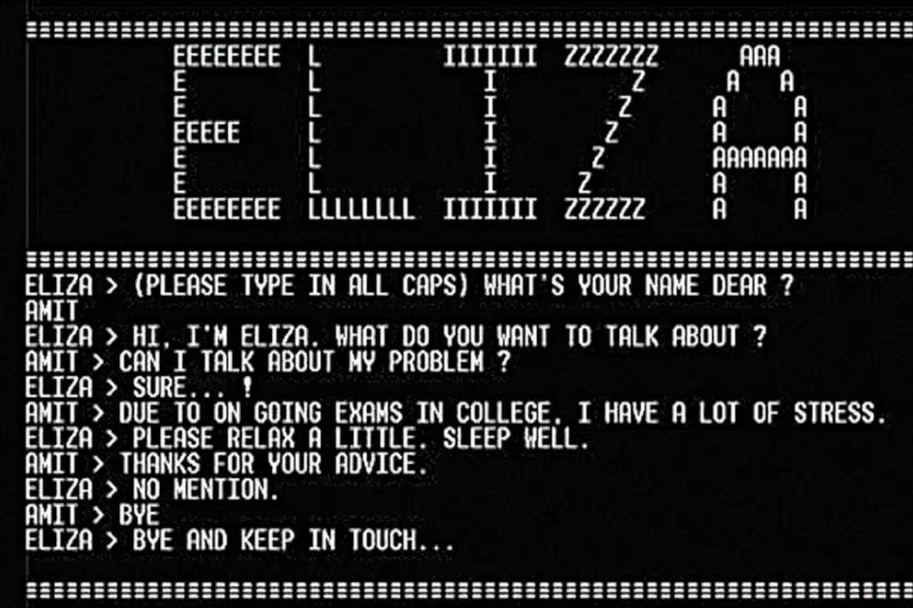 ==================================================================
EEEEEEEE L IIIIIII ZZZZZZZ AAA
E L I Z A A
E L I Z A A
EEEEE L I Z A A
E L I Z AAAAAAA
E L I Z A A
EEEEEEEE LLLLLLLL IIIIIII ZZZZZZ A A
==================================================================
ELIZA > (PLEASE TYPE IN ALL CAPS) WHAT'S YOUR NAME DEAR ?
AMIT
ELIZA > HI, I'M ELIZA. WHAT DO YOU WANT TO TALK ABOUT ?
AMIT > CAN I TALK ABOUT MY PROBLEM ?
ELIZA > SURE... !
AMIT > DUE TO ON GOING EXAMS IN COLLEGE, I HAVE A LOT OF STRESS.
ELIZA > PLEASE RELAX A LITTLE. SLEEP WELL.
AMIT > THANKS FOR YOUR ADVICE.
ELIZA > NO MENTION.
AMIT > BYE
ELIZA > BYE AND KEEP IN TOUCH...
==================================================================